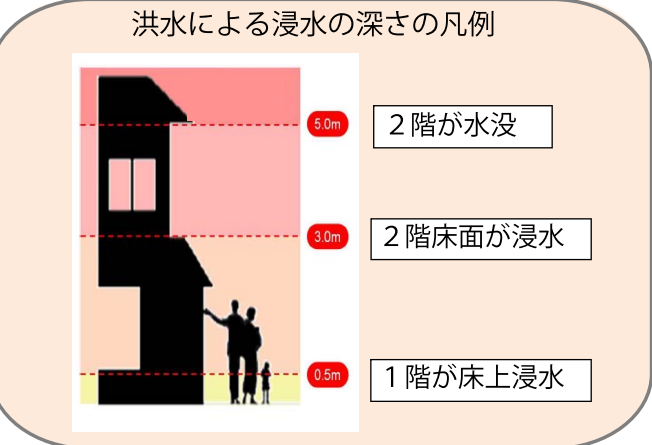 洪水による浸水の深さの凡例
5.0m
２階が水没
3.0m
２階床面が浸水
0.5m
１階が床上浸水